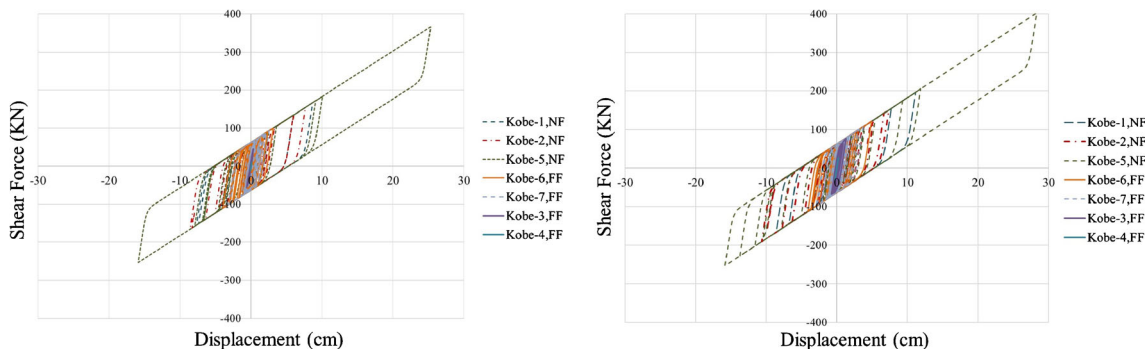 400
300
200
100
0
-100
-200
-300
-400
-30
-20
-10
0
10
20
30
Shear Force (KN)
Displacement (cm)
Kobe-1,NF
Kobe-2,NF
Kobe-5,NF
Kobe-6,FF
Kobe-7,FF
Kobe-3,FF
Kobe-4,FF
400
300
200
100
0
-100
-200
-300
-400
-30
-20
-10
0
10
20
30
Shear Force (KN)
Displacement (cm)
Kobe-1,NF
Kobe-2,NF
Kobe-5,NF
Kobe-6,FF
Kobe-7,FF
Kobe-3,FF
Kobe-4,FF